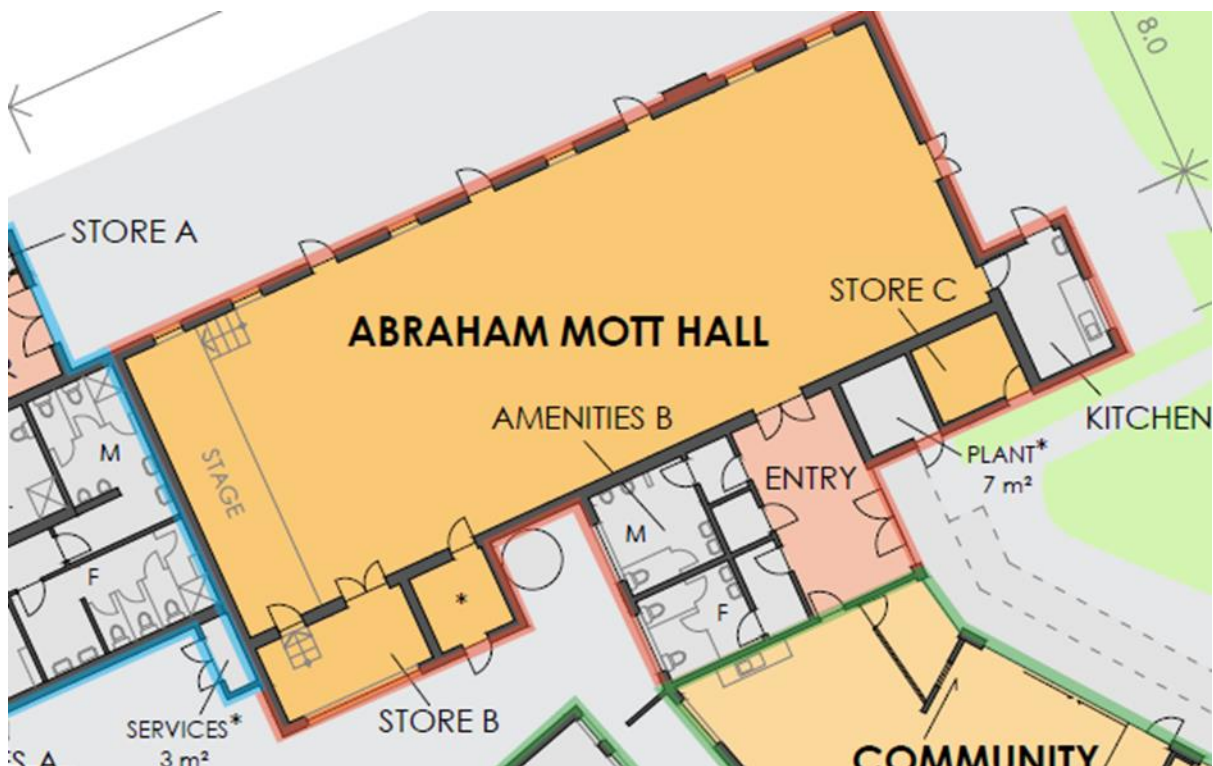 8.0
STORE A
STORE C
ABRAHAM MOTT HALL
AMENITIES B
KITCHEN
M
STAGE
ENTRY
PLANT*
7 m²
M
F
*
F
STORE B
SERVICES*
3 m²
COMMUNITY